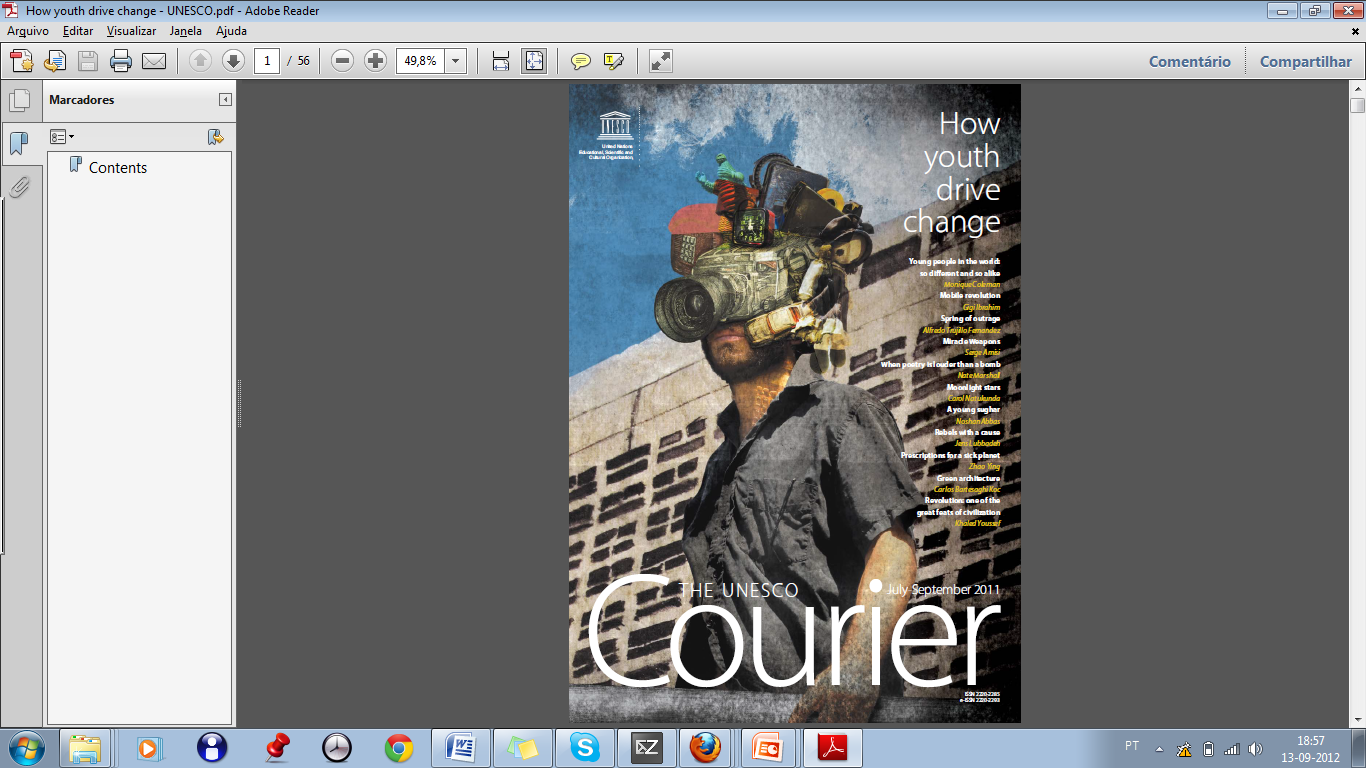 How youth drive change - UNESCO.pdf - Adobe Reader
Arquivo Editar Visualizar Janela Ajuda
1 / 56 49,8% Comentário Compartilhar
Marcadores
Contents
United Nations
Educational, Scientific and
Cultural Organization
How
youth
drive
change
Young people in the world:
so different and so alike
Monique Coleman
Mobile revolution
Gigi Ibrahim
Spring of outrage
Alfredo Trujillo Fernandez
Miracle Weapons
Serge Amisi
When poetry is louder than a bomb
Nate Marshall
Moonlight stars
Carol Natukunda
A young sughar
Nashan Abbas
Rebels with a cause
Jens Lubbadeh
Prescriptions for a sick planet
Zhao Ying
Green architecture
Carlos Bartesaghi Koc
Revolution: one of the
great feats of civilization
Khaled Youssef
THE UNESCO
July September 2011
Courier
ISSN 2220-2285
e-ISSN 2220-2293
PT
18:57
13-09-2012